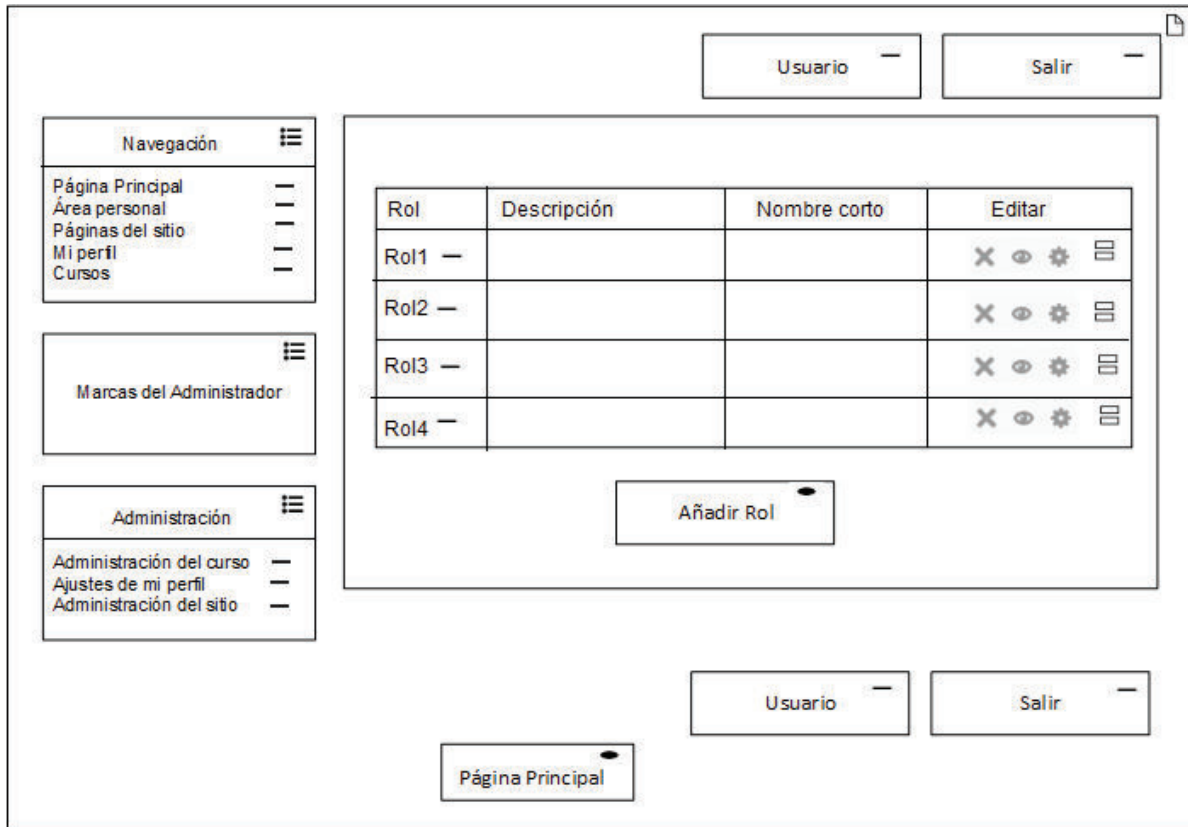 Usuario
Salir
Navegación
Página Principal
Área personal
Páginas del sitio
Mi perfil
Cursos
Marcas del Administrador
Administración
Administración del curso
Ajustes de mi perfil
Administración del sitio
Rol Descripción Nombre corto Editar
Rol1
Rol2
Rol3
Rol4
Añadir Rol
Usuario
Salir
Página Principal